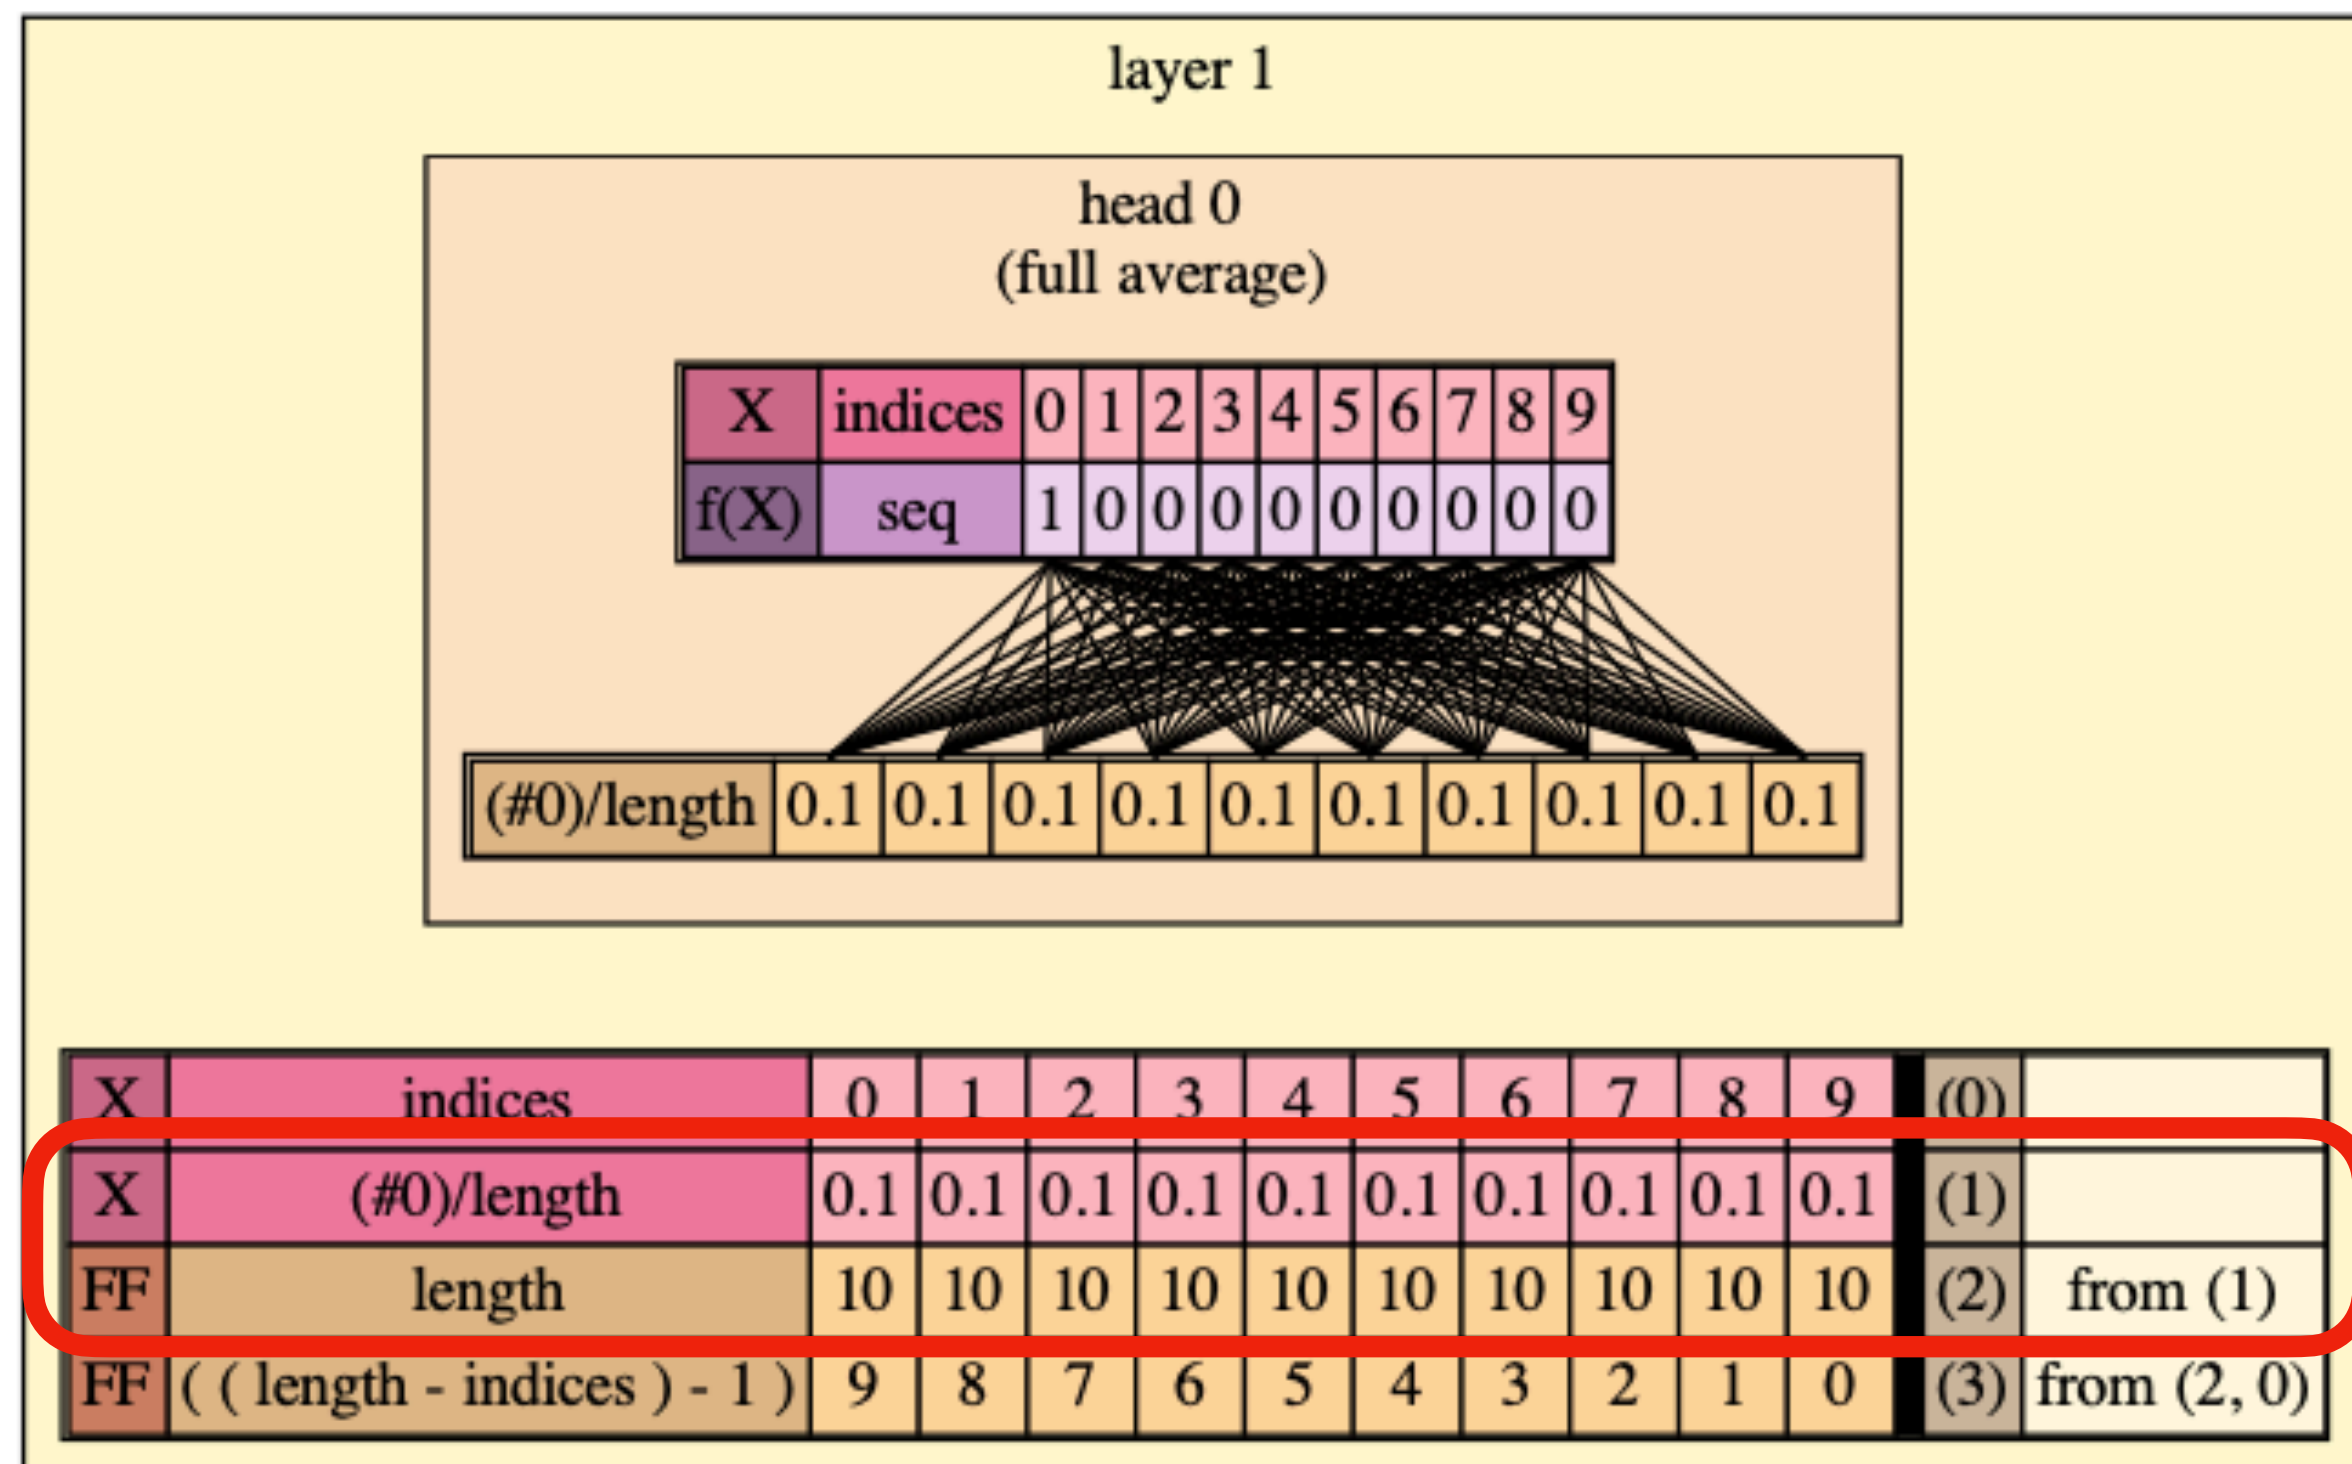 layer 1
head 0
(full average)
X indices 0 1 2 3 4 5 6 7 8 9
f(X) seq 1 0 0 0 0 0 0 0 0 0
(#0)/length 0.1 0.1 0.1 0.1 0.1 0.1 0.1 0.1 0.1 0.1
X indices 0 1 2 3 4 5 6 7 8 9 (0)
X (#0)/length 0.1 0.1 0.1 0.1 0.1 0.1 0.1 0.1 0.1 0.1 (1)
FF length 10 10 10 10 10 10 10 10 10 10 (2) from (1)
FF ( ( length - indices ) - 1 ) 9 8 7 6 5 4 3 2 1 0 (3) from (2, 0)